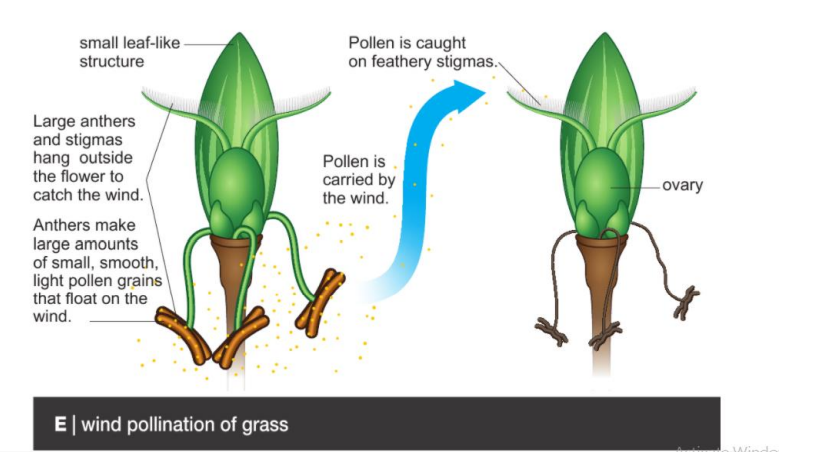 small leaf-like
structure
Pollen is caught
on feathery stigmas.
Large anthers
and stigmas
hang outside
the flower to
catch the wind.
Pollen is
carried by
the wind.
ovary
Anthers make
large amounts
of small, smooth,
light pollen grains
that float on the
wind.
E | wind pollination of grass